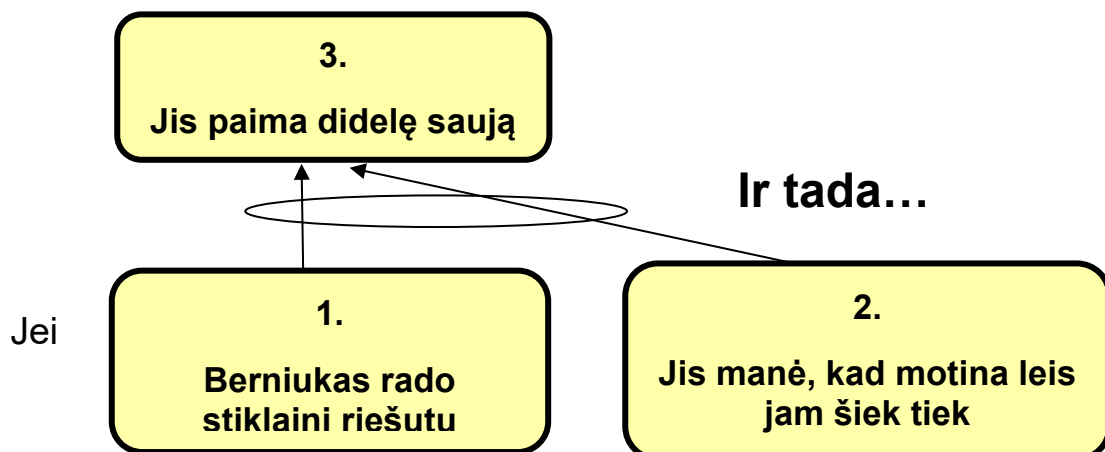 3.
Jis paima didelę saują
Ir tada…
Jei
1.
Berniukas rado
stiklaini riešutu
2.
Jis manė, kad motina leis
jam šiek tiek